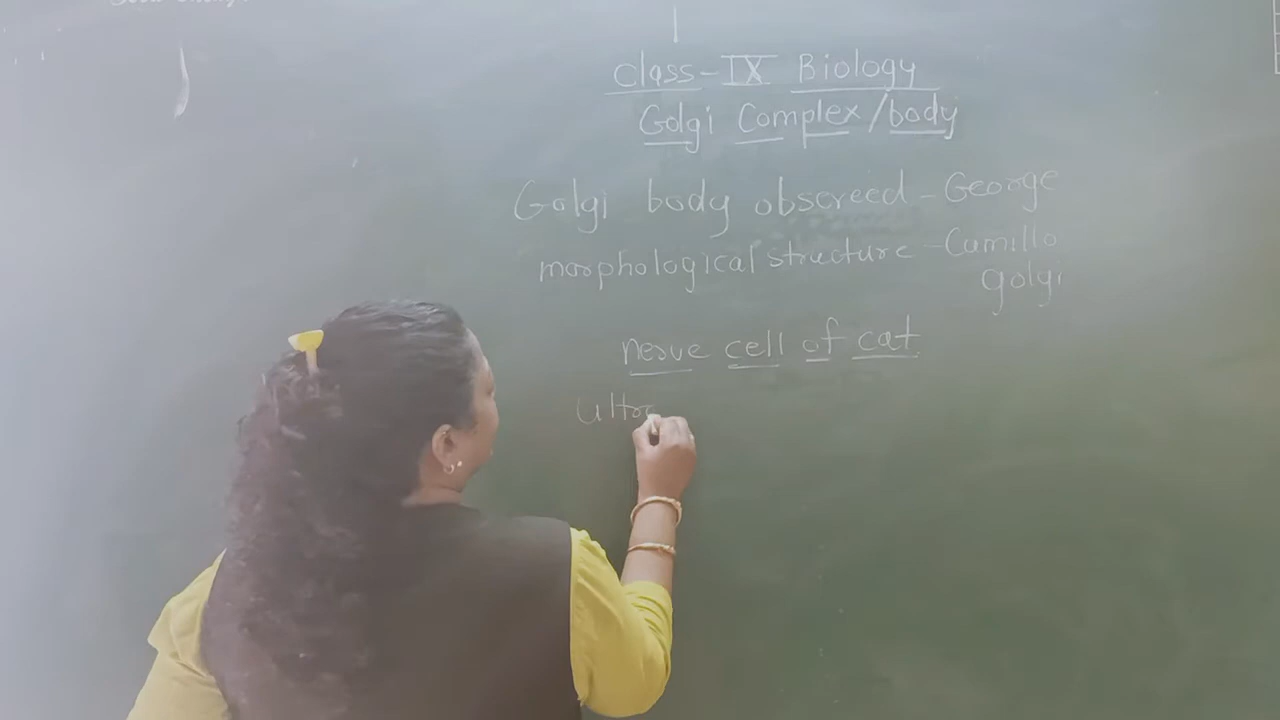 Class-IX Biology
Golgi Complex/body
Golgi body obsereed - George
morphological structure - Camillo
golgi
nerve cell of cat
Ultra